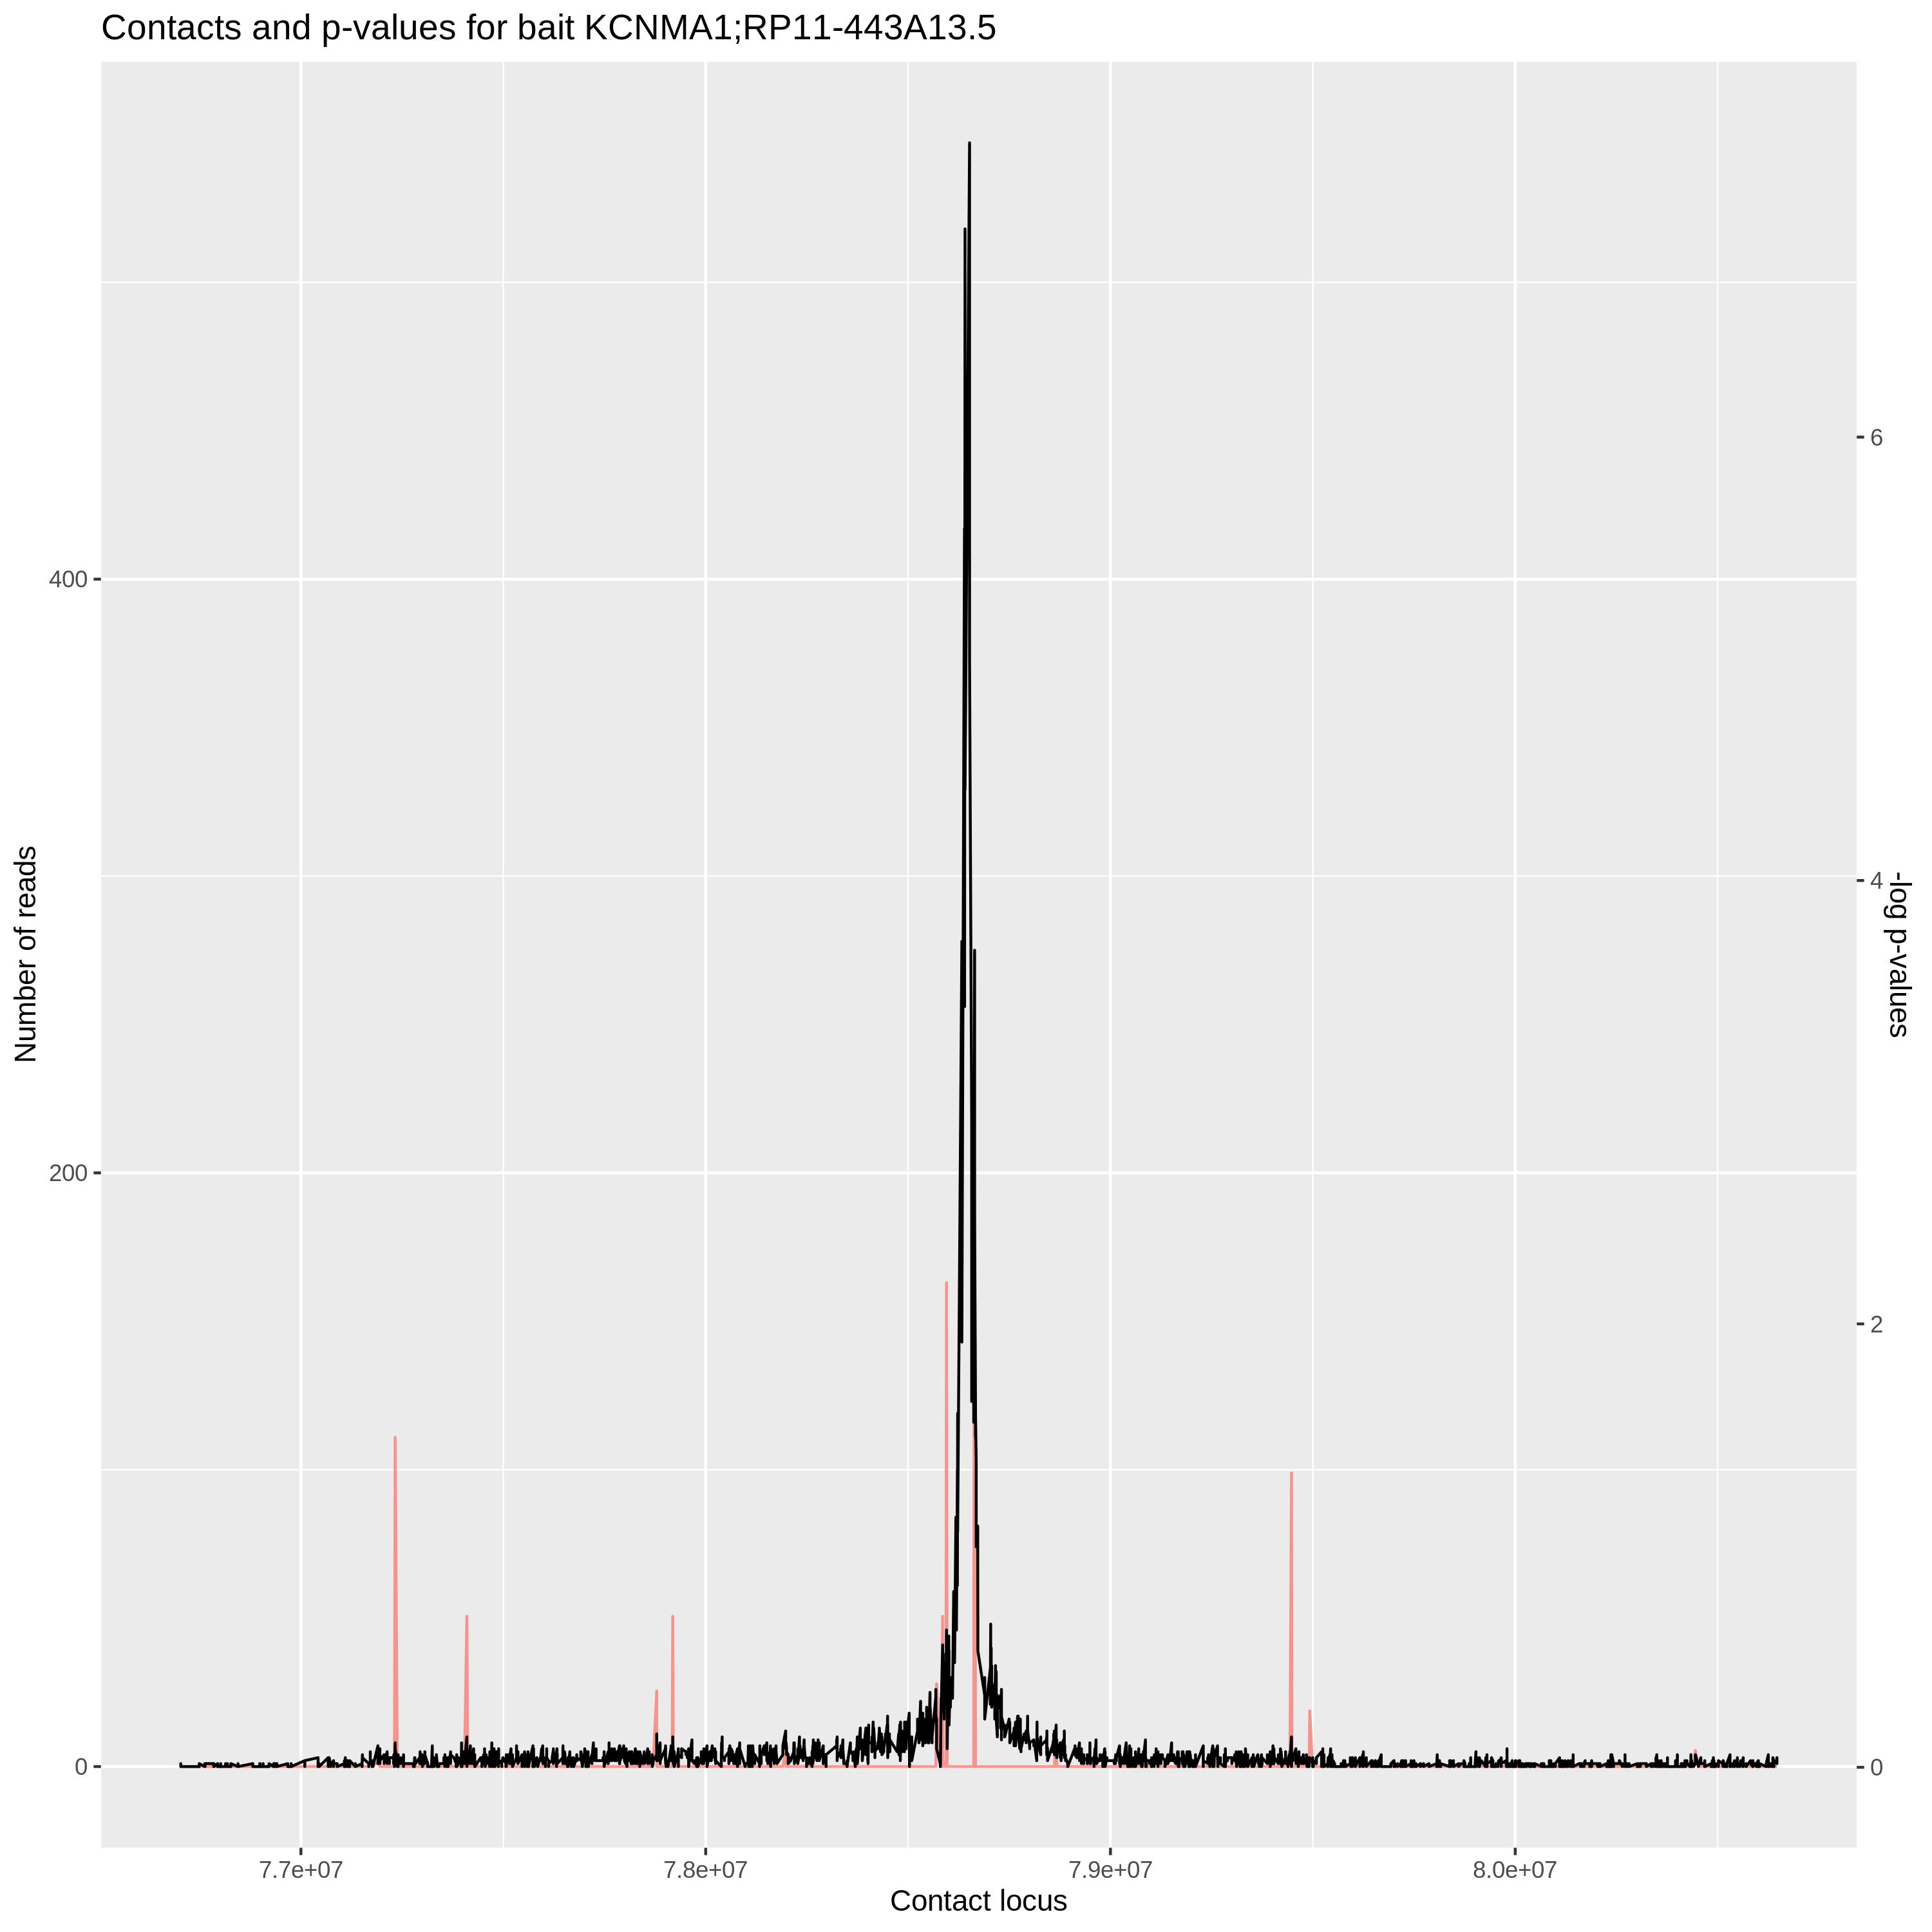 Contacts and p-values for bait KCNMA1;RP11-443A13.5
Number of reads
400
200
0
6
4
2
0
-log p-values
7.7e+07 7.8e+07 7.9e+07 8.0e+07
Contact locus